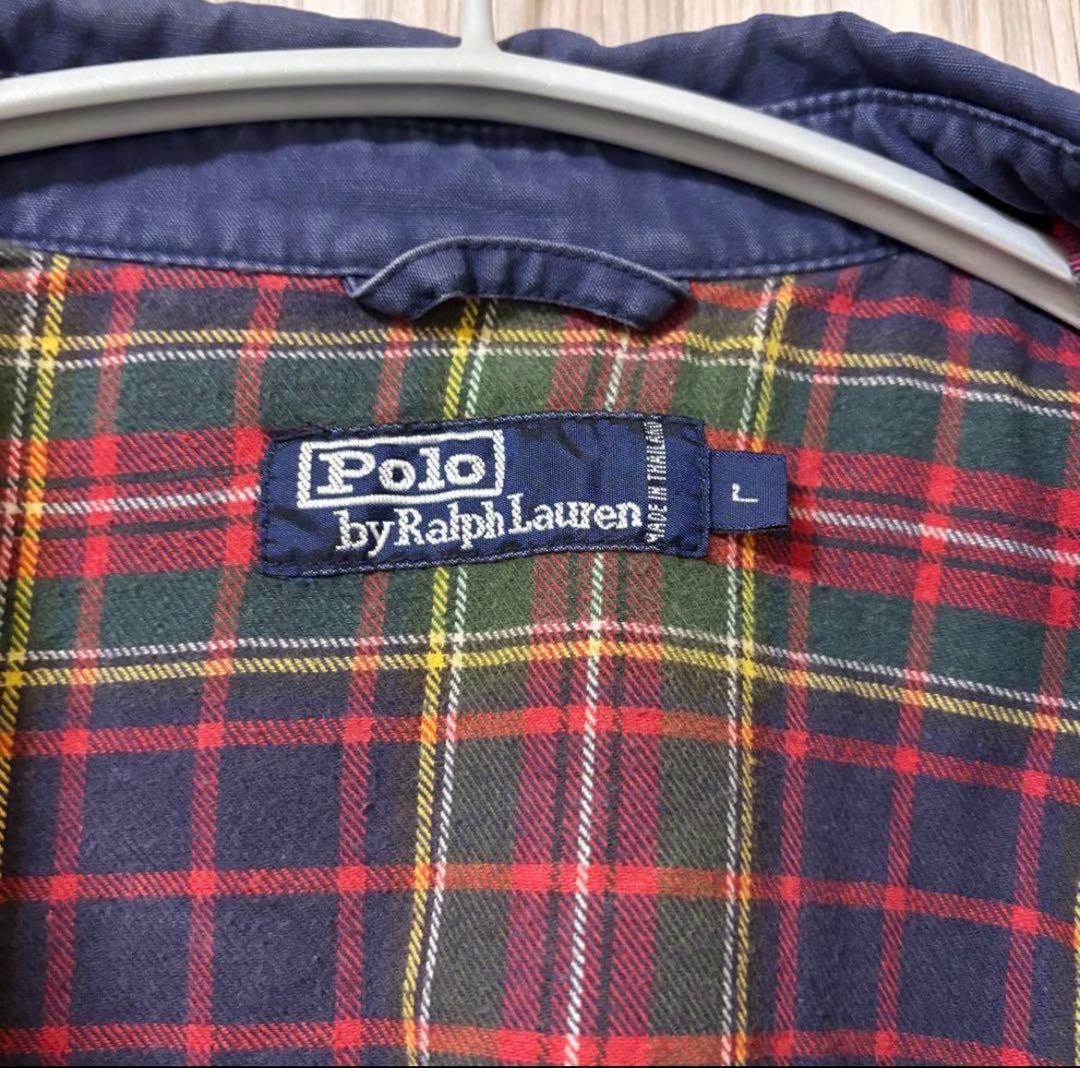 Polo
by Ralph Lauren
MADE IN THAILAND
L